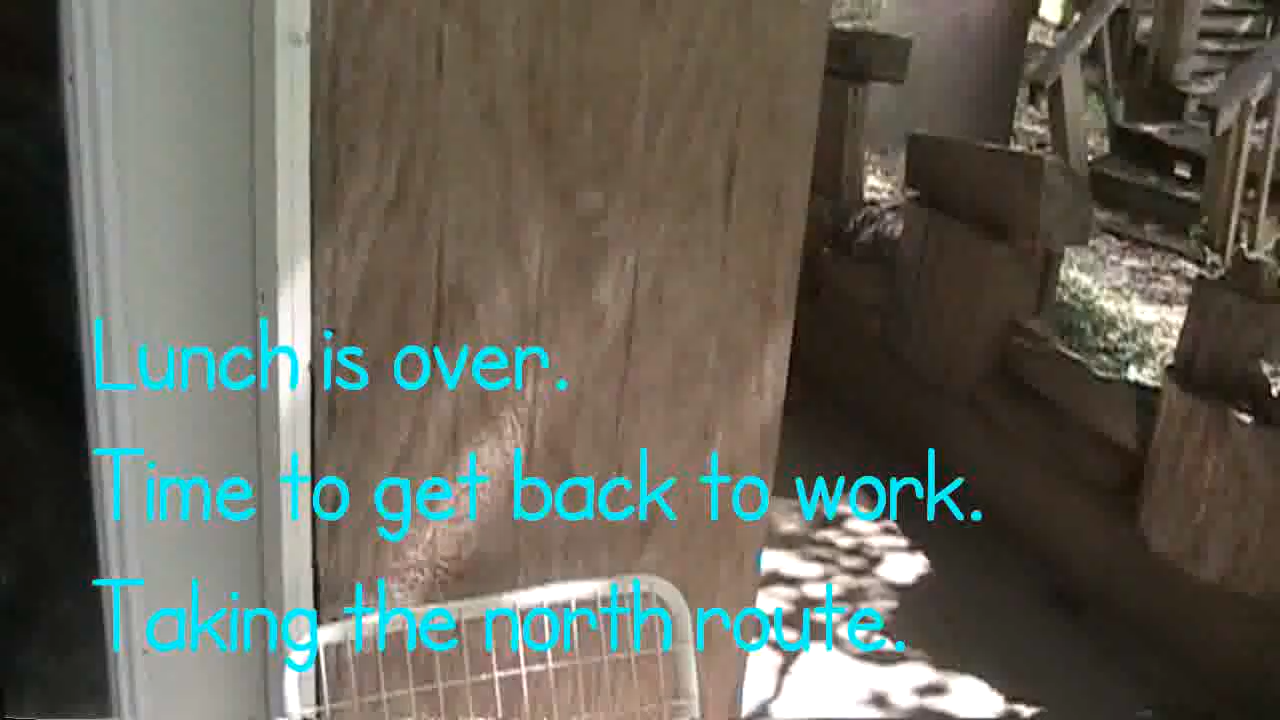 Lunch is over.
Time to get back to work.
Taking the north route.